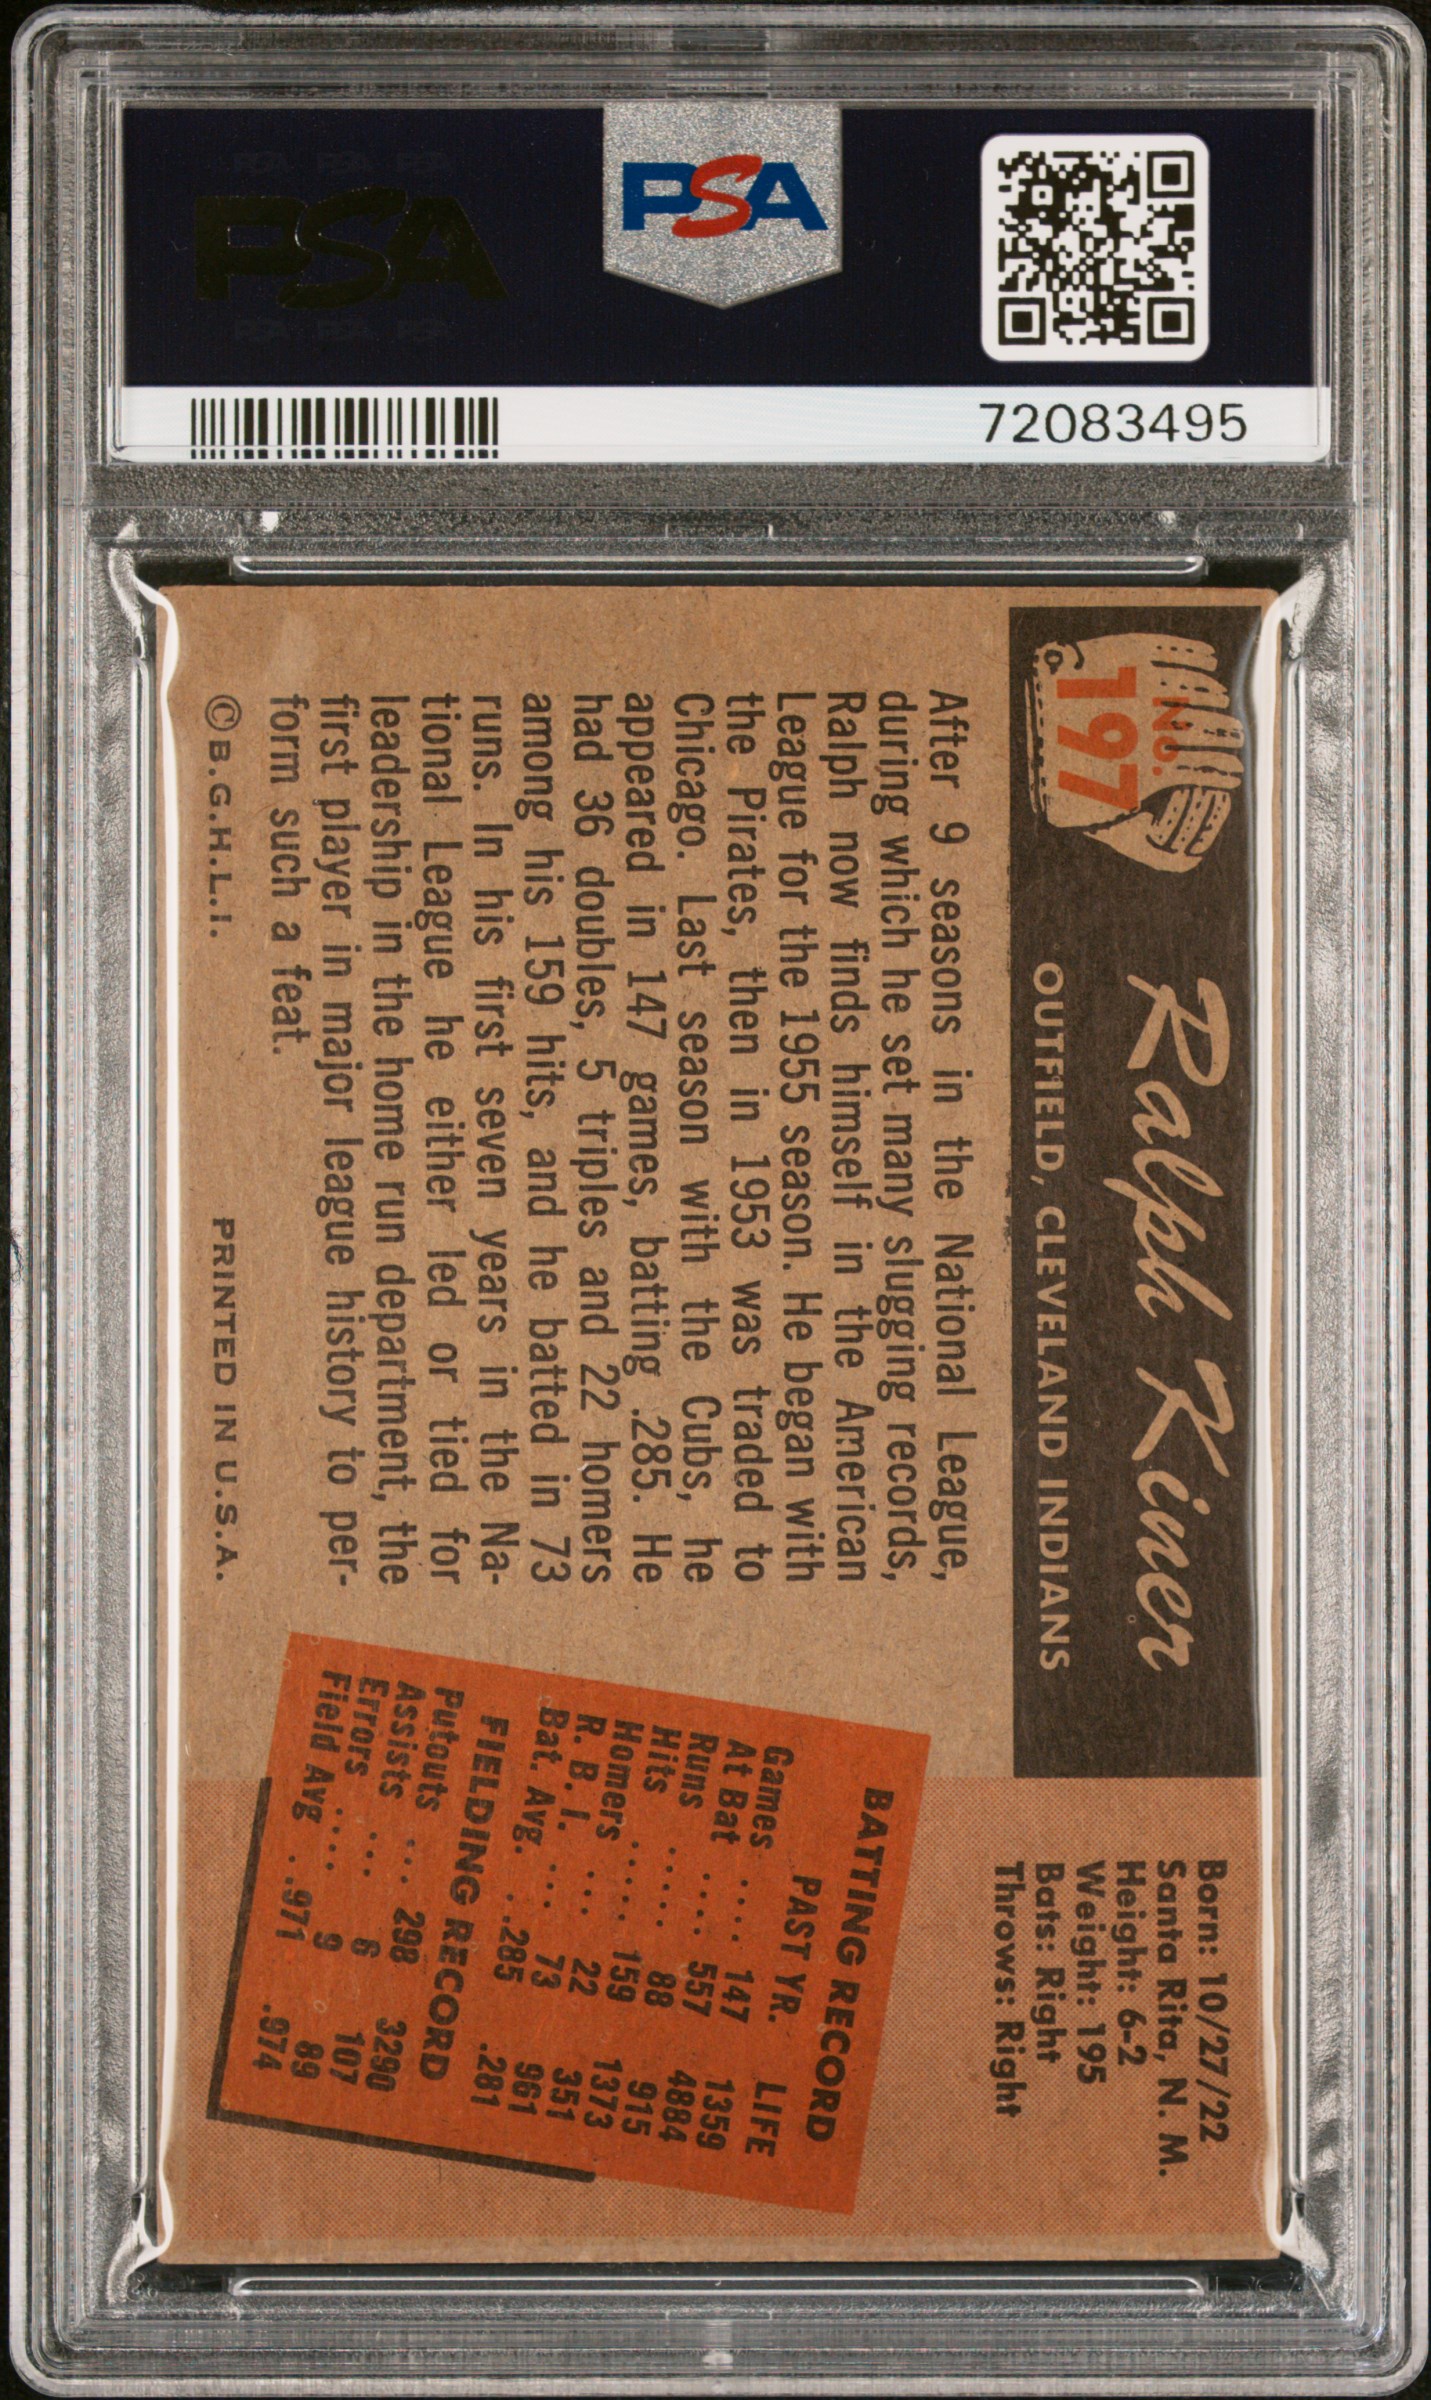 PSA PSA PSA
PSA
PSA PSA PSA
PSA
72083495
No.
197
Ralph Kiner
OUTFIELD, CLEVELAND INDIANS
Born: 10/27/22
Santa Rita, N. M.
Height: 6-2
Weight: 195
Bats: Right
Throws: Right
After 9 seasons in the National League,
during which he set many slugging records,
Ralph now finds himself in the American
League for the 1955 season. He began with
the Pirates, then in 1953 was traded to
Chicago. Last season with the Cubs, he
appeared in 147 games, batting .285. He
had 36 doubles, 5 triples and 22 homers
among his 159 hits, and he batted in 73
runs. In his first seven years in the Na-
tional League he either led or tied for
leadership in the home run department, the
first player in major league history to per-
form such a feat.
BATTING RECORD
PAST YR. LIFE
Games .... 147 1359
At Bat .... 557 4884
Runs ..... 88 915
Hits ..... 159 1373
Homers ... 22 351
R. B. I. ... 73 961
Bat. Avg. . .285 .281
FIELDING RECORD
Putouts ... 298 3290
Assists ... 6 107
Errors .... 9 89
Field Avg . .971 .974
© B.G.H.L.I.
PRINTED IN U.S.A.